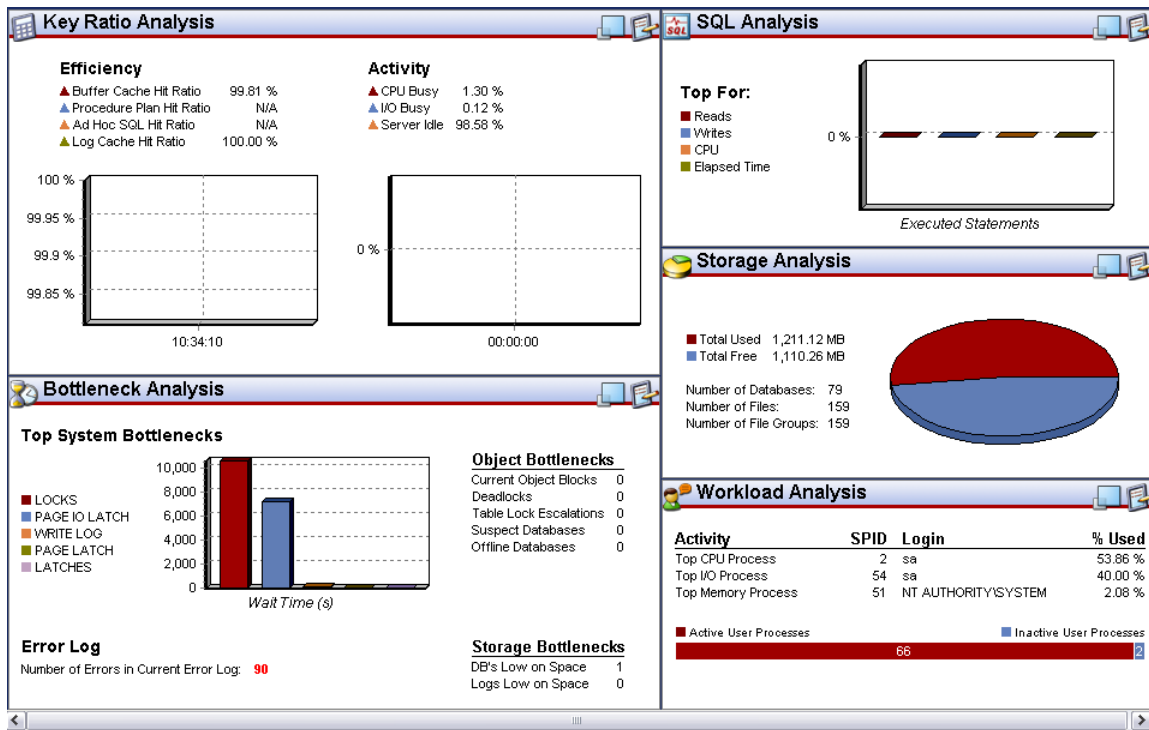 Key Ratio Analysis
Efficiency
Buffer Cache Hit Ratio 99.81 %
Procedure Plan Hit Ratio N/A
Ad Hoc SQL Hit Ratio N/A
Log Cache Hit Ratio 100.00 %
Activity
CPU Busy 1.30 %
I/O Busy 0.12 %
Server Idle 98.58 %
100 %
99.95 %
99.9 %
99.85 %
10:34:10
0 %
00:00:00
SQL
SQL Analysis
Top For:
Reads
Writes
CPU
Elapsed Time
0 %
Executed Statements
Storage Analysis
Total Used 1,211.12 MB
Total Free 1,110.26 MB
Number of Databases: 79
Number of Files: 159
Number of File Groups: 159
Bottleneck Analysis
Top System Bottlenecks
LOCKS
PAGE IO LATCH
WRITE LOG
PAGE LATCH
LATCHES
10,000
8,000
6,000
4,000
2,000
0
Wait Time (s)
Object Bottlenecks
Current Object Blocks 0
Deadlocks 0
Table Lock Escalations 0
Suspect Databases 0
Offline Databases 0
Error Log
Number of Errors in Current Error Log: 90
Storage Bottlenecks
DB's Low on Space 1
Logs Low on Space 0
Workload Analysis
Activity SPID Login % Used
Top CPU Process 2 sa 53.86 %
Top I/O Process 54 sa 40.00 %
Top Memory Process 51 NT AUTHORITY\SYSTEM 2.08 %
Active User Processes Inactive User Processes
66 2